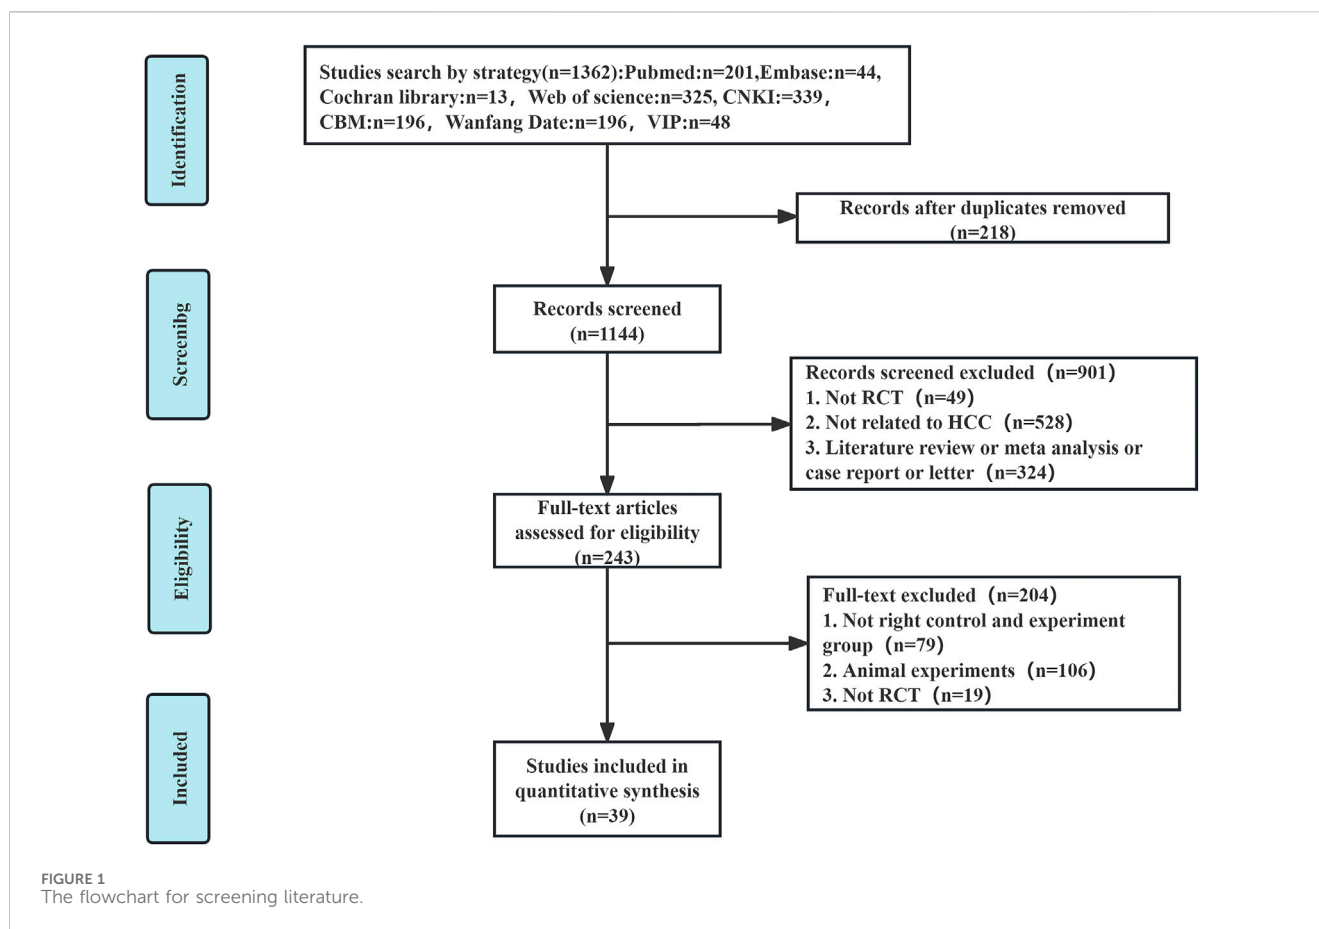 Identification
Studies search by strategy(n=1362):Pubmed:n=201,Embase:n=44,
Cochran library:n=13，Web of science:n=325, CNKI:=339，
CBM:n=196，Wanfang Date:n=196，VIP:n=48
Records after duplicates removed
(n=218)
Screenibg
Records screened
(n=1144)
Records screened excluded（n=901）
1. Not RCT（n=49）
2. Not related to HCC（n=528）
3. Literature review or meta analysis or
case report or letter（n=324）
Eligibility
Full-text articles
assessed for eligibility
(n=243)
Full-text excluded（n=204）
1. Not right control and experiment
group（n=79）
2. Animal experiments（n=106）
3. Not RCT（n=19）
Included
Studies included in
quantitative synthesis
(n=39)
FIGURE 1
The flowchart for screening literature.